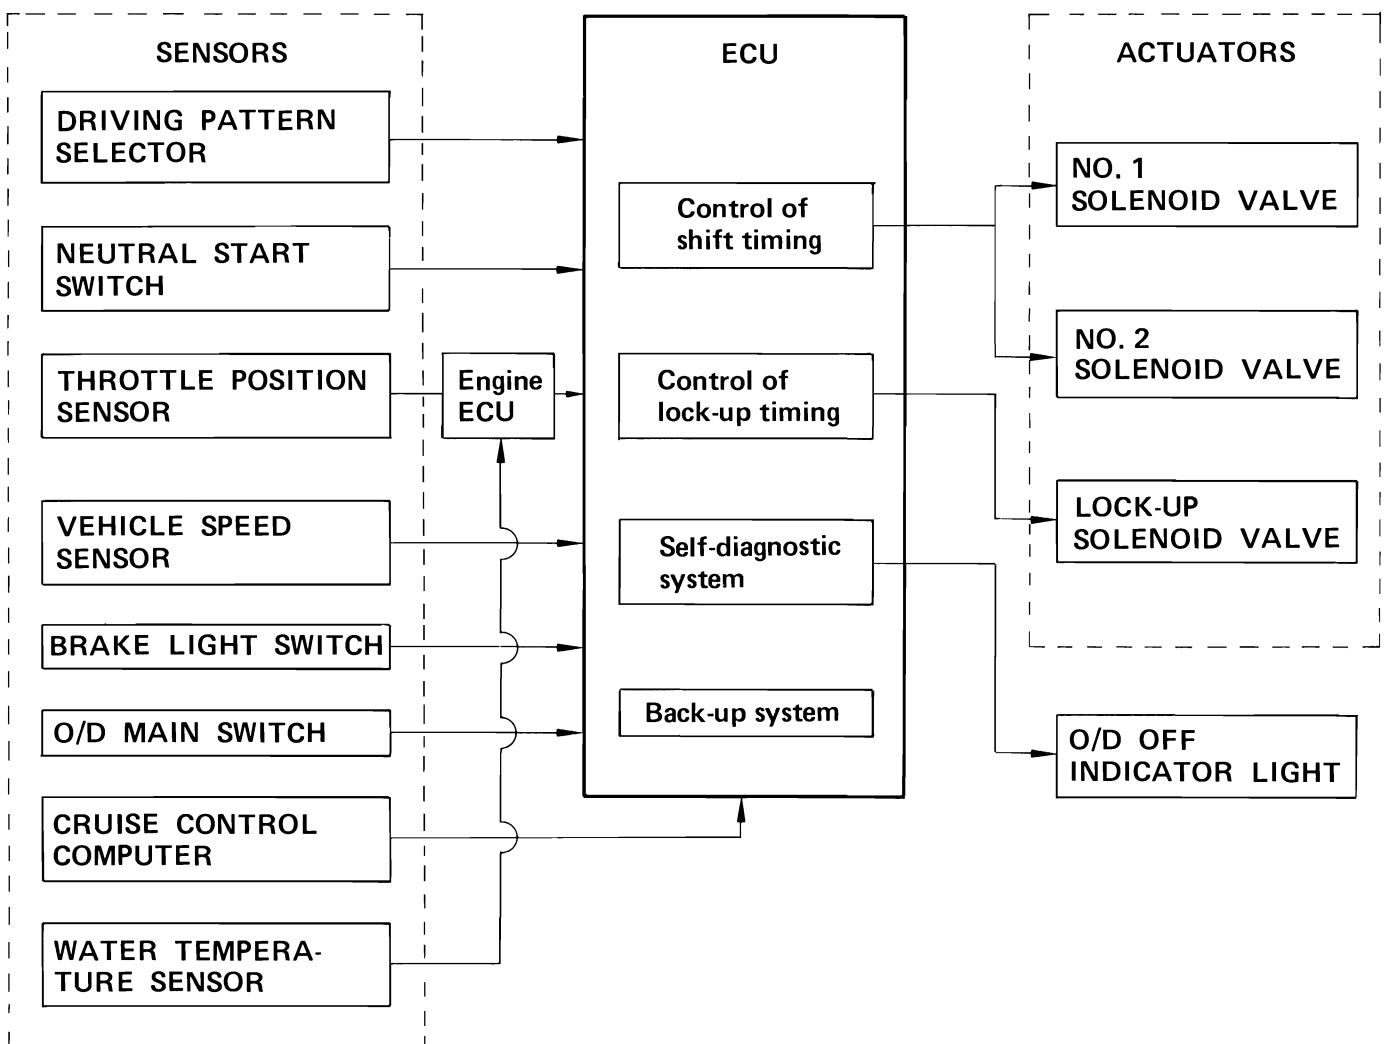 SENSORS
DRIVING PATTERN
SELECTOR
NEUTRAL START
SWITCH
THROTTLE POSITION
SENSOR
Engine
ECU
VEHICLE SPEED
SENSOR
BRAKE LIGHT SWITCH
O/D MAIN SWITCH
CRUISE CONTROL
COMPUTER
WATER TEMPERA-
TURE SENSOR
ECU
Control of
shift timing
Control of
lock-up timing
Self-diagnostic
system
Back-up system
ACTUATORS
NO. 1
SOLENOID VALVE
NO. 2
SOLENOID VALVE
LOCK-UP
SOLENOID VALVE
O/D OFF
INDICATOR LIGHT